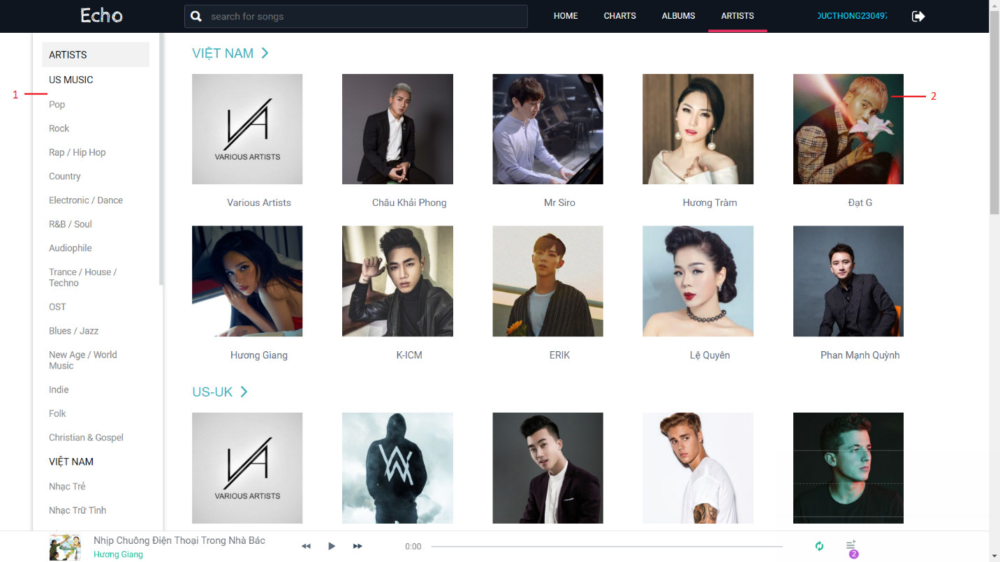 Echo
search for songs
HOME
CHARTS
ALBUMS
ARTISTS
DUCTHONG230497
ARTISTS
US MUSIC
1
Pop
Rock
Rap / Hip Hop
Country
Electronic / Dance
R&B / Soul
Audiophile
Trance / House /
Techno
OST
Blues / Jazz
New Age / World
Music
Indie
Folk
Christian & Gospel
VIỆT NAM
Nhạc Trẻ
Nhạc Trữ Tình
VIỆT NAM
2
VARIOUS ARTISTS
Various Artists
Châu Khải Phong
Mr Siro
Hương Tràm
Đạt G
Hương Giang
K-ICM
ERIK
Lệ Quyên
Phan Mạnh Quỳnh
US-UK
VARIOUS ARTISTS
Nhịp Chuông Điện Thoại Trong Nhà Bác
Hương Giang
0:00
2